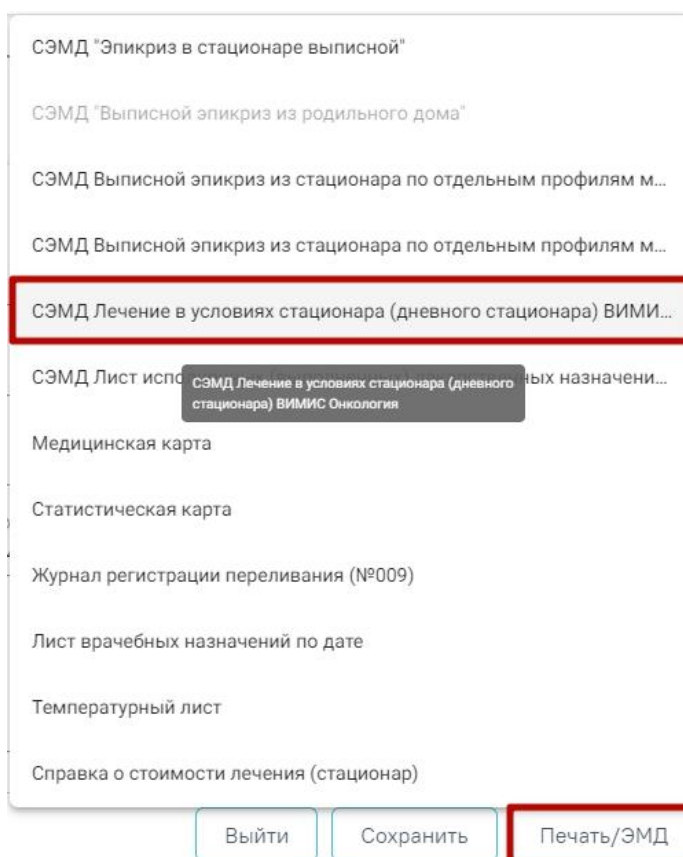 СЭМД "Эпикриз в стационаре выписной"
СЭМД "Выписной эпикриз из родильного дома"
СЭМД Выписной эпикриз из стационара по отдельным профилям м...
СЭМД Выписной эпикриз из стационара по отдельным профилям м...
СЭМД Лечение в условиях стационара (дневного стационара) ВИМИ...
СЭМД Лист назначени...
СЭМД Лечение в условиях стационара (дневного
стационара) ВИМИС Онкология
Медицинская карта
Статистическая карта
Журнал регистрации переливания (№009)
Лист врачебных назначений по дате
Температурный лист
Справка о стоимости лечения (стационар)
Выйти Сохранить Печать/ЭМД